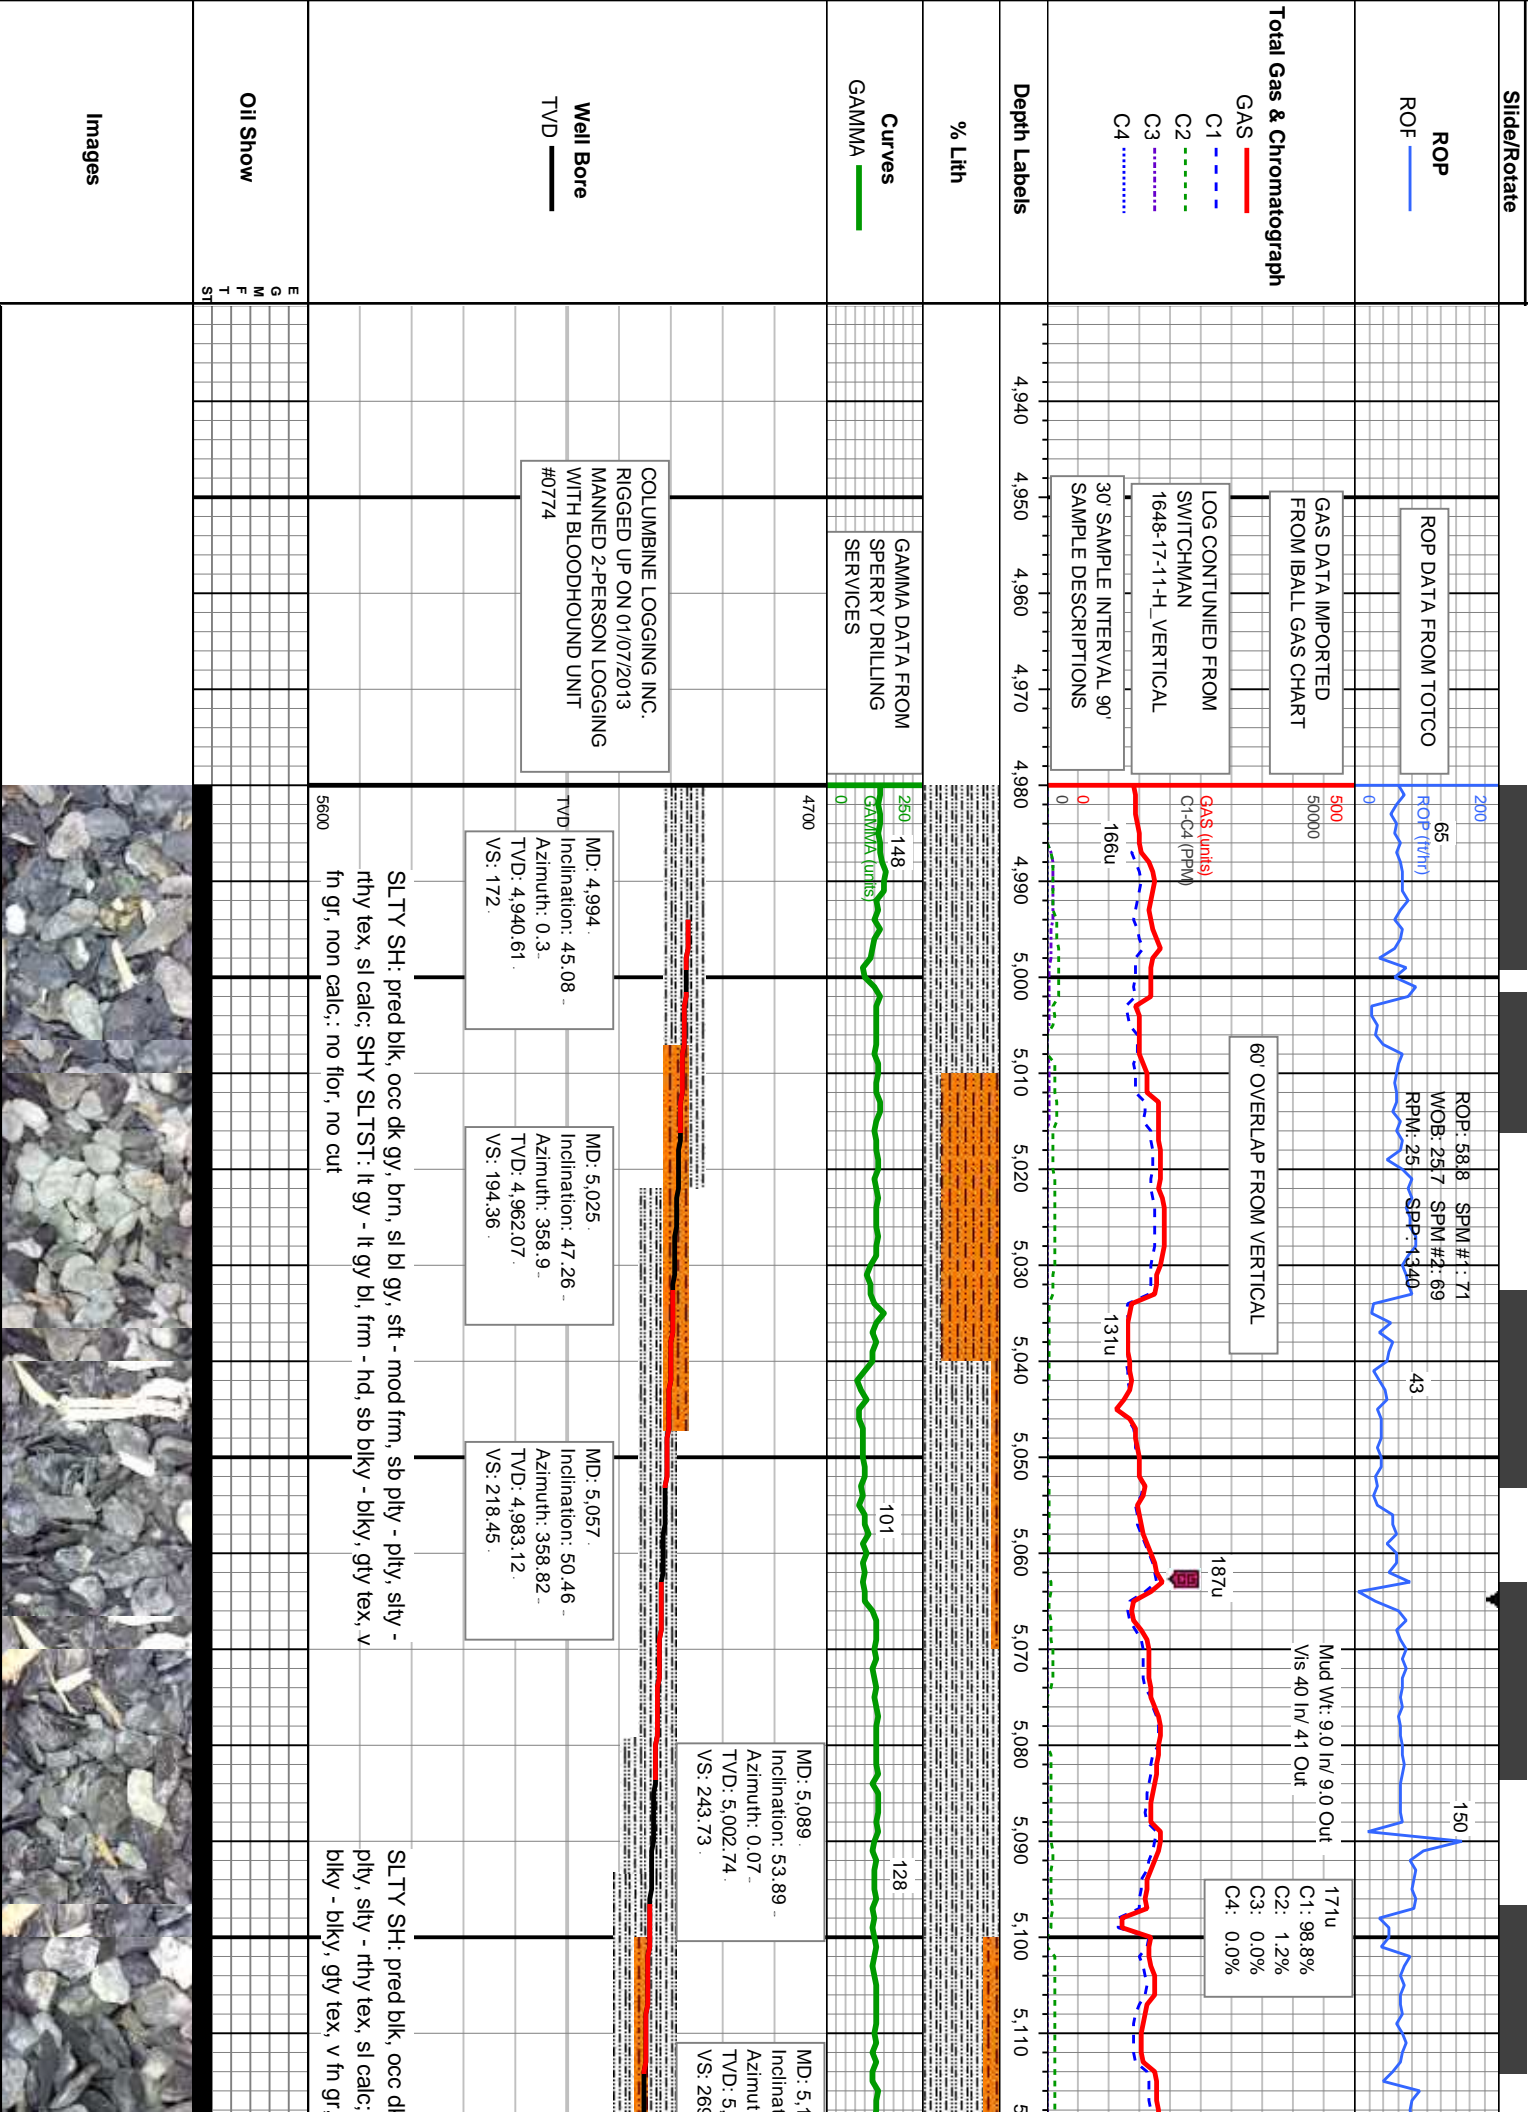 Slide/Rotate
ROP
ROF
Total Gas & Chromatograph
GAS
C1
C2
C3
C4
Depth Labels
% Lith
Curves
GAMMA
Well Bore
TVD
Oil Show
E
G
M
F
T
ST
Images
200
ROP (ft/hr)
0
65
ROP DATA FROM TOTCO
ROP: 58.8 SPM #1: 71
WOB: 25.7 SPM #2: 69
RPM: 25 SPP: 1340
43
150
500
50000
GAS (units)
C1-C4 (PPM)
0
0
GAS DATA IMPORTED
FROM IBALL GAS CHART
LOG CONTUNIED FROM
SWITCHMAN
1648-17-11-H_VERTICAL
30' SAMPLE INTERVAL 90'
SAMPLE DESCRIPTIONS
166u
60' OVERLAP FROM VERTICAL
131u
187u
CG
Mud Wt: 9.0 In/ 9.0 Out
Vis 40 In/ 41 Out
171u
C1: 98.8%
C2: 1.2%
C3: 0.0%
C4: 0.0%
4,940
4,950
4,960
4,970
4,980
4,990
5,000
5,010
5,020
5,030
5,040
5,050
5,060
5,070
5,080
5,090
5,100
5,110
5
GAMMA DATA FROM
SPERRY DRILLING
SERVICES
250
GAMMA (units)
0
148
101
128
COLUMBINE LOGGING INC.
RIGGED UP ON 01/07/2013
MANNED 2-PERSON LOGGING
WITH BLOODHOUND UNIT
#0774
4700
TVD
5600
MD: 4,994
Inclination: 45.08
Azimuth: 0.3
TVD: 4,940.61
VS: 172
MD: 5,025
Inclination: 47.26
Azimuth: 358.9
TVD: 4,962.07
VS: 194.36
MD: 5,057
Inclination: 50.46
Azimuth: 358.82
TVD: 4,983.12
VS: 218.45
MD: 5,089
Inclination: 53.89
Azimuth: 0.07
TVD: 5,002.74
VS: 243.73
MD: 5,1
Inclinat
Azimut
TVD: 5,
VS: 269
SLTY SH: pred blk, occ dk gy, brn, sl bl gy, sft - mod frm, sb plty - plty, slty -
rthy tex, sl calc; SHY SLTST: lt gy - lt gy bl, frm - hd, sb blky - blky, gty tex, v
fn gr, non calc,: no flor, no cut
SLTY SH: pred blk, occ dk
plty, slty - rthy tex, sl calc;
blky - blky, gty tex, v fn gr,